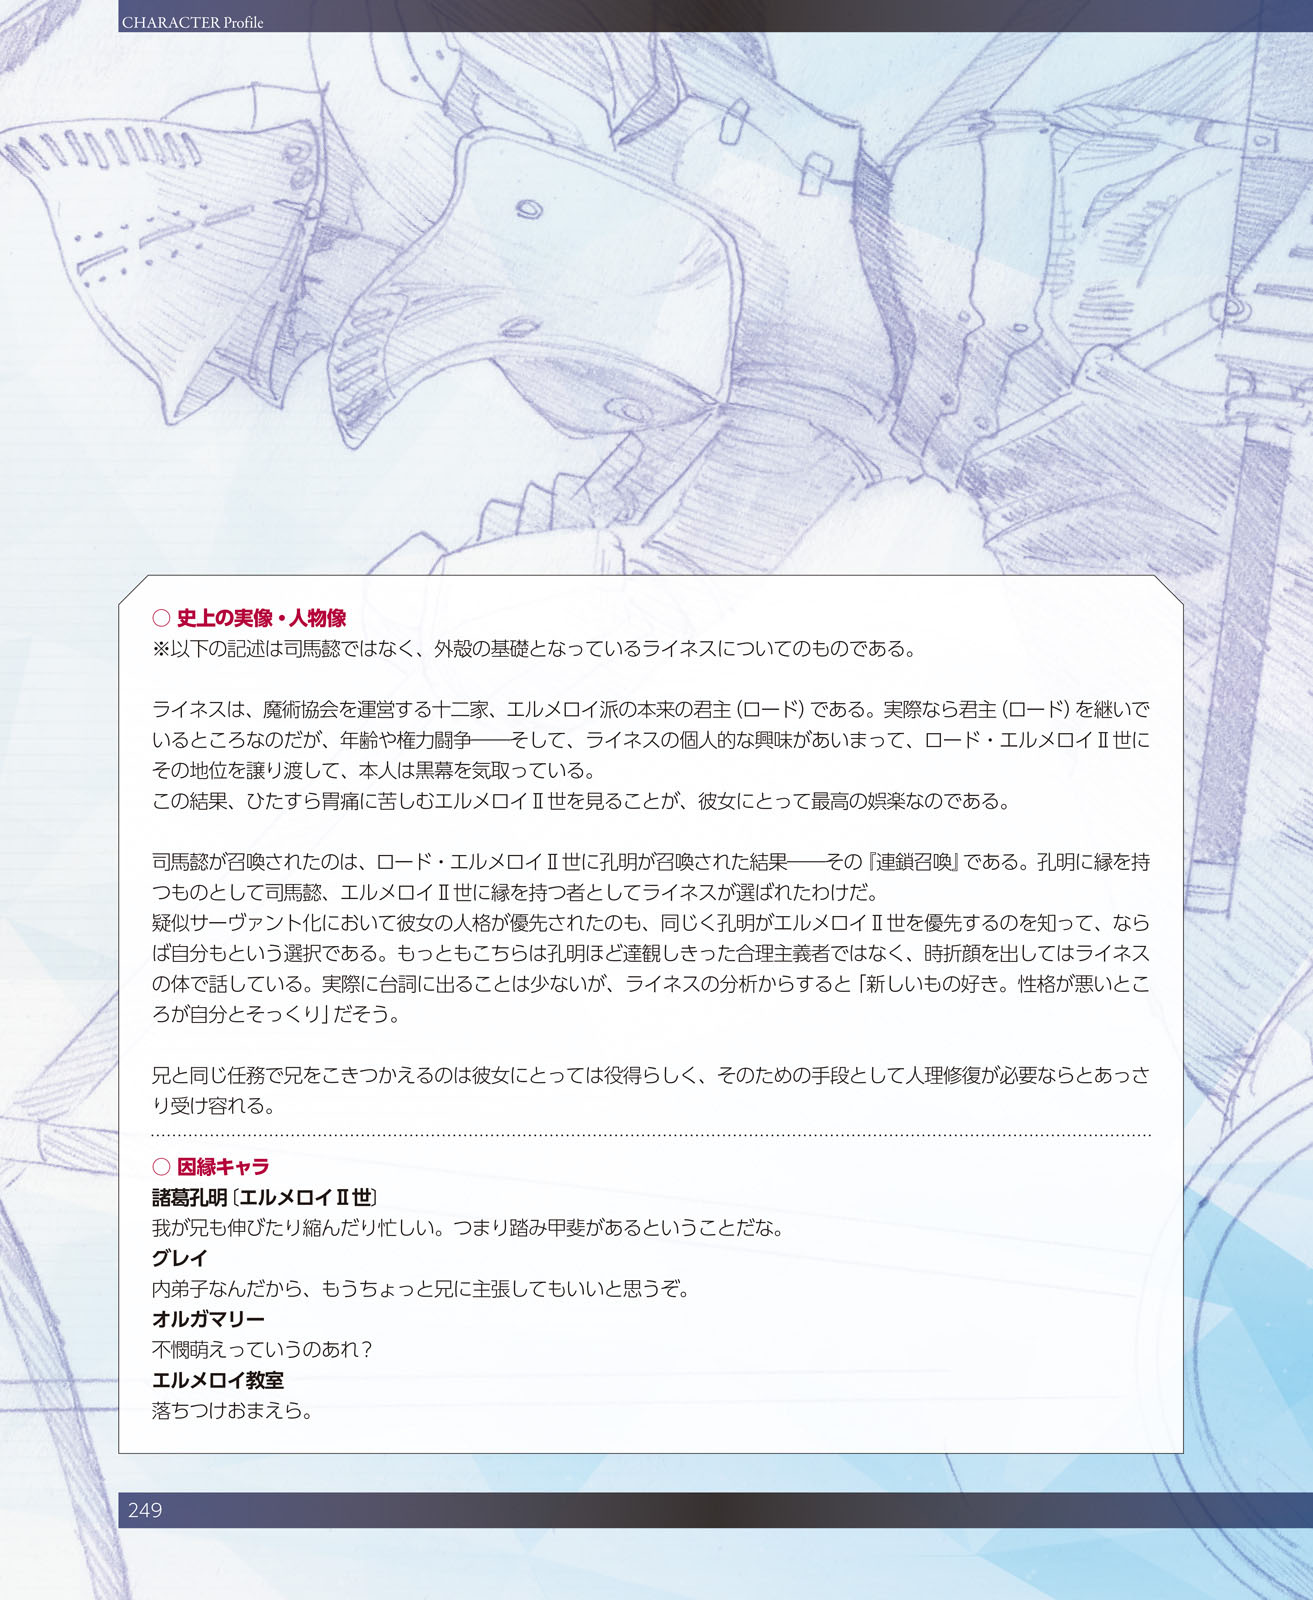 CHARACTER Profile
○ 史上の実像・人物像
※以下の記述は司馬懿ではなく、外殻の基礎となっているライネスについてのものである。
ライネスは、魔術協会を運営する十二家、エルメロイ派の本来の君主（ロード）である。実際なら君主（ロード）を継いで
いるところなのだが、年齢や権力闘争――そして、ライネスの個人的な興味があいまって、ロード・エルメロイⅡ世に
その地位を譲り渡して、本人は黒幕を気取っている。
この結果、ひたすら胃痛に苦しむエルメロイⅡ世を見ることが、彼女にとって最高の娯楽なのである。
司馬懿が召喚されたのは、ロード・エルメロイⅡ世に孔明が召喚された結果――その『連鎖召喚』である。孔明に縁を持
つものとして司馬懿、エルメロイⅡ世に縁を持つ者としてライネスが選ばれたわけだ。
疑似サーヴァント化において彼女の人格が優先されたのも、同じく孔明がエルメロイⅡ世を優先するのを知って、なら
ば自分もという選択である。もっともこちらは孔明ほど達観しきった合理主義者ではなく、時折顔を出してはライネス
の体で話している。実際に台詞に出ることは少ないが、ライネスの分析からすると「新しいもの好き。性格が悪いとこ
ろが自分とそっくり」だそう。
兄と同じ任務で兄をこきつかえるのは彼女にとっては役得らしく、そのための手段として人理修復が必要ならとあっさ
り受け容れる。
○ 因縁キャラ
諸葛孔明〔エルメロイⅡ世〕
我が兄も伸びたり縮んだり忙しい。つまり踏み甲斐があるということだな。
グレイ
内弟子なんだから、もうちょっと兄に主張してもいいと思うぞ。
オルガマリー
不憫萌えっていうのあれ？
エルメロイ教室
落ちつけおまえら。
249